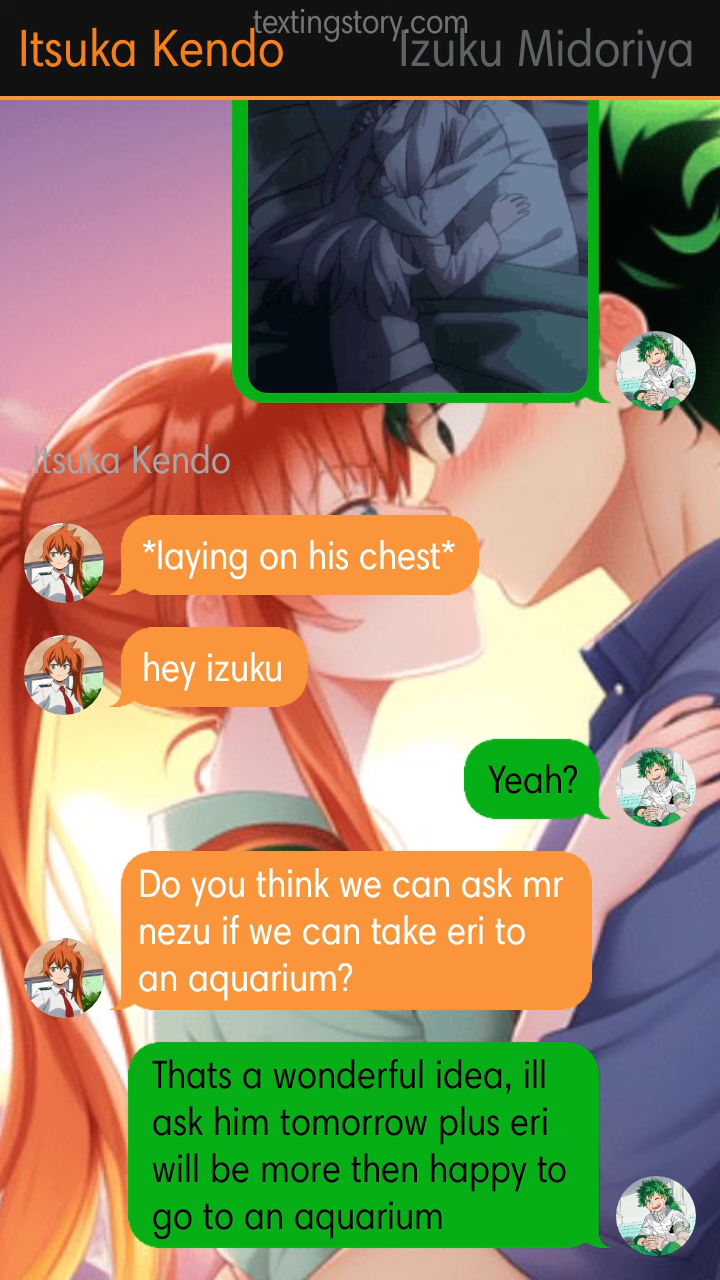 textingstory.com
Itsuka Kendo
Izuku Midoriya
Itsuka Kendo
*laying on his chest*
hey izuku
Yeah?
Do you think we can ask mr
nezu if we can take eri to
an aquarium?
Thats a wonderful idea, ill
ask him tomorrow plus eri
will be more then happy to
go to an aquarium